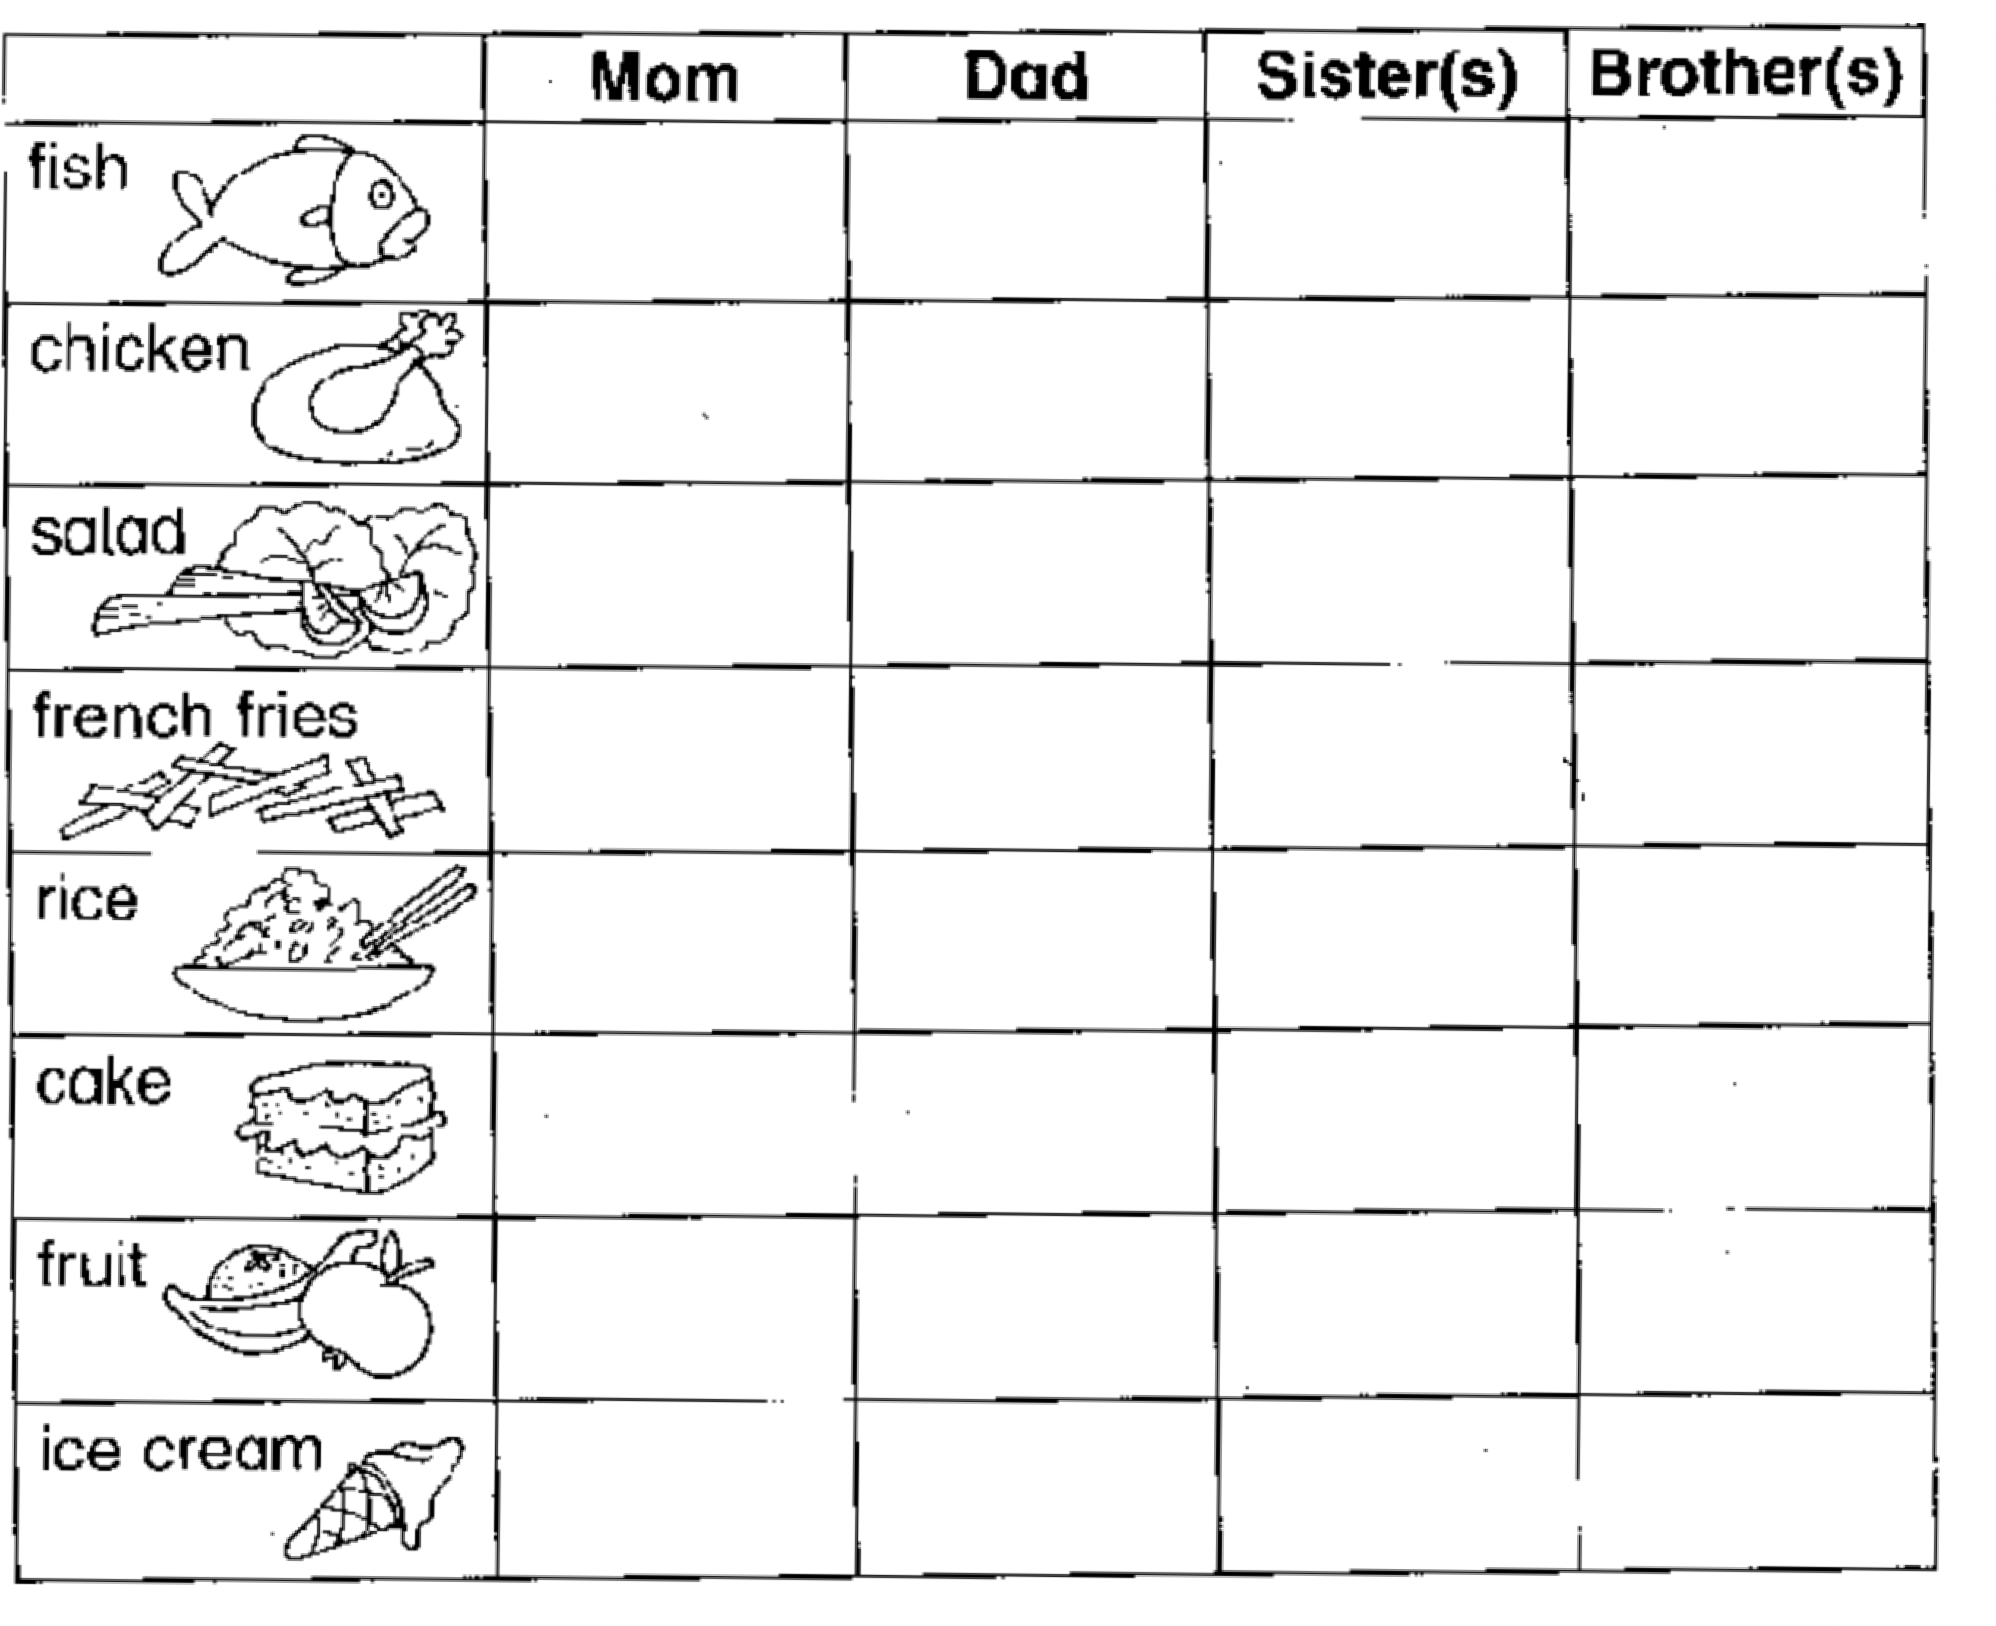 Mom Dad Sister(s) Brother(s)
fish
chicken
salad
french fries
rice
cake
fruit
ice cream